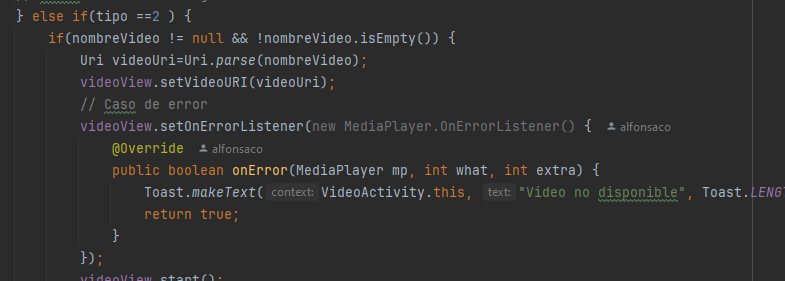 } else if(tipo ==2 ) {
if(nombreVideo != null && !nombreVideo.isEmpty()) {
Uri videoUri=Uri.parse(nombreVideo);
videoView.setVideoURI(videoUri);
// Caso de error
videoView.setOnErrorListener(new MediaPlayer.OnErrorListener() { alfonsaco
@Override alfonsaco
public boolean onError(MediaPlayer mp, int what, int extra) {
Toast.makeText( context: VideoActivity.this, text: "Video no disponible", Toast.LENGT
return true;
}
});
videoView.start();